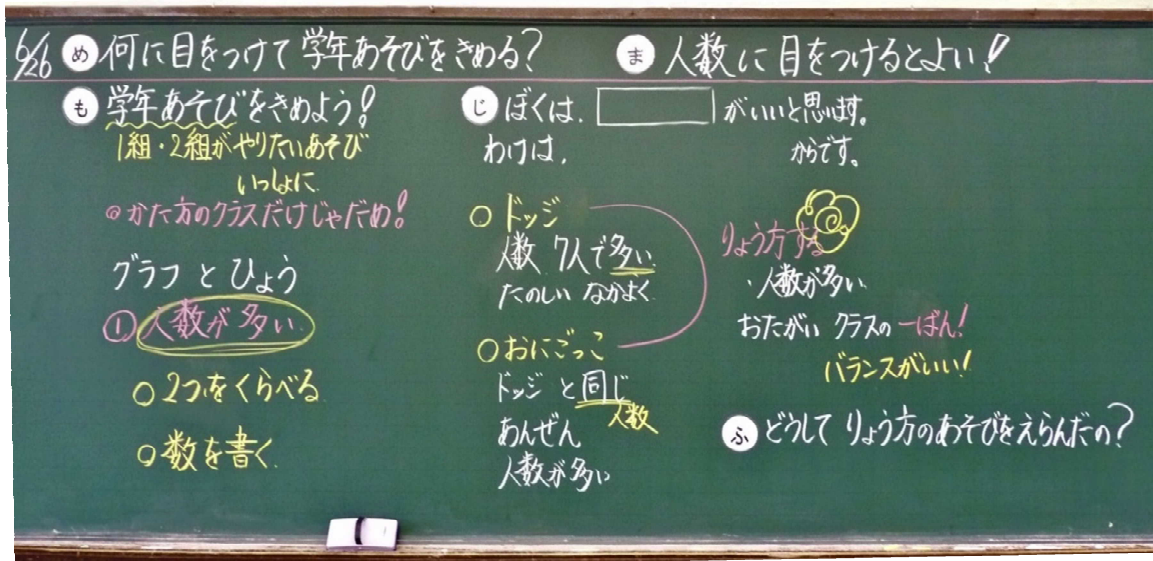 6/26 め 何に目をつけて学年あそびをきめる?
ま 人数に目をつけるとよい!
も 学年あそびをきめよう!
1組・2組がやりたいあそび
いっしょに
◎かた方のクラスだけじゃだめ!
グラフとひょう
① 人数が多い
○2つをくらべる
○数を書く
じ ぼくは、 がいいと思います。
わけは、 からです。
○ドッジ
人数 7人で多い
たのしい なかよく
○おにごっこ
ドッジと同じ
人数
あんぜん
人数が多い
りょう方する
・人数が多い
おたがい クラスの一ばん!
バランスがいい!
ふ どうして りょう方のあそびをえらんだの?